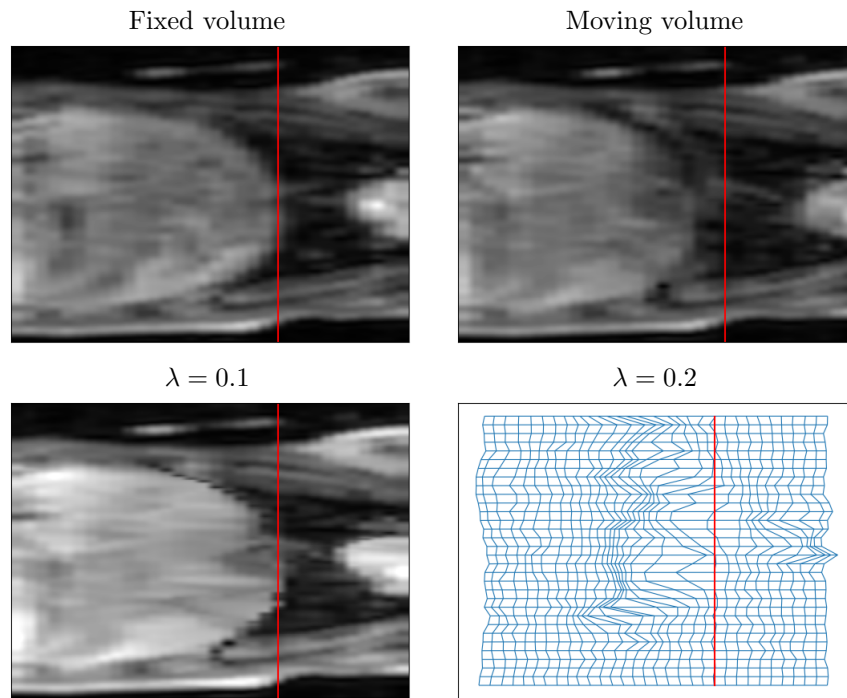 Fixed volume
Moving volume
λ = 0.1
λ = 0.2